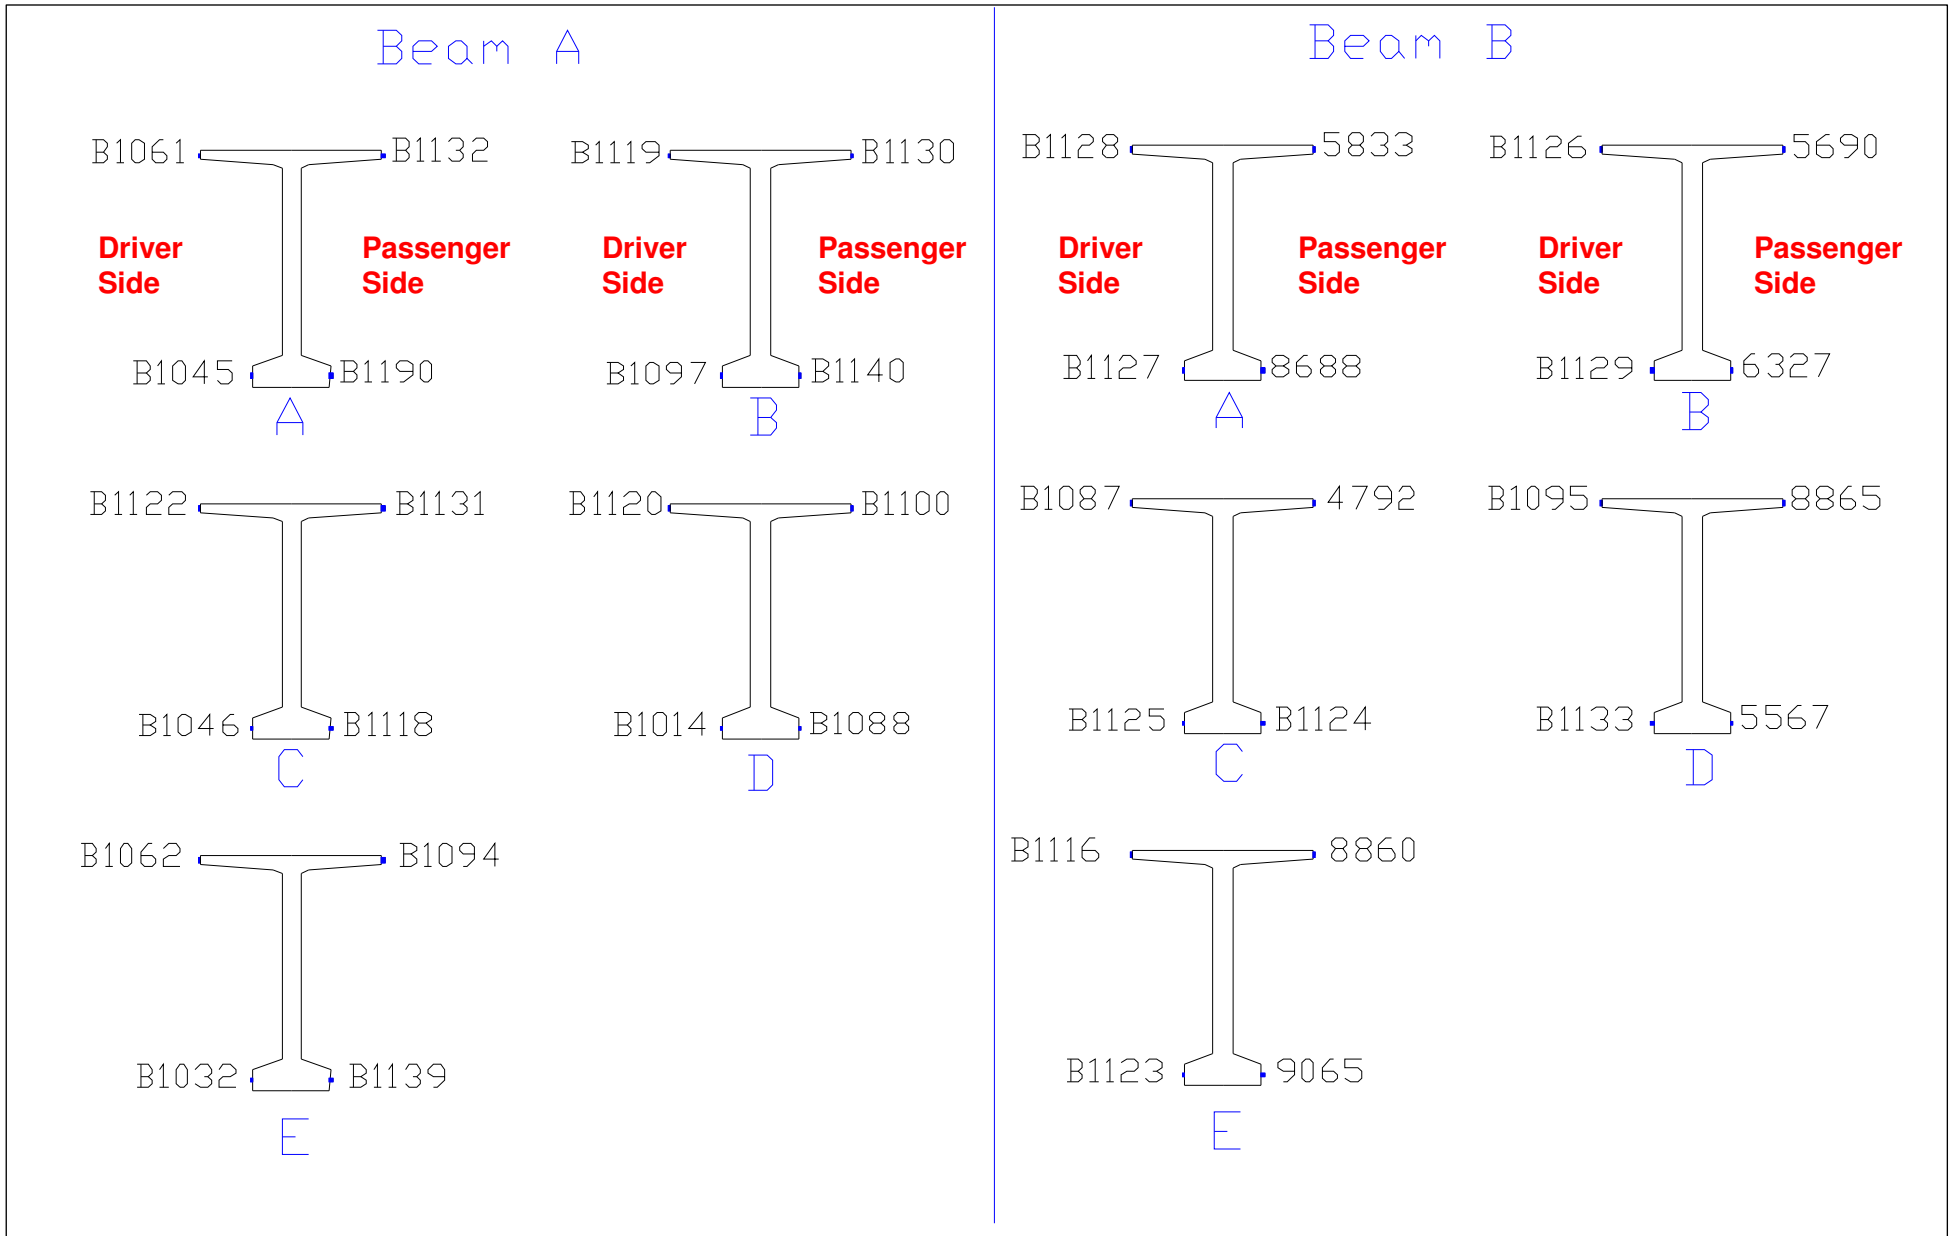 Beam A
B1061 B1132 B1119 B1130
Driver Side Passenger Side Driver Side Passenger Side
B1045 B1190 B1097 B1140
A B
B1122 B1131 B1120 B1100
B1046 B1118 B1014 B1088
C D
B1062 B1094
B1032 B1139
E
Beam B
B1128 5833 B1126 5690
Driver Side Passenger Side Driver Side Passenger Side
B1127 8688 B1129 6327
A B
B1087 4792 B1095 8865
B1125 B1124 B1133 5567
C D
B1116 8860
B1123 9065
E